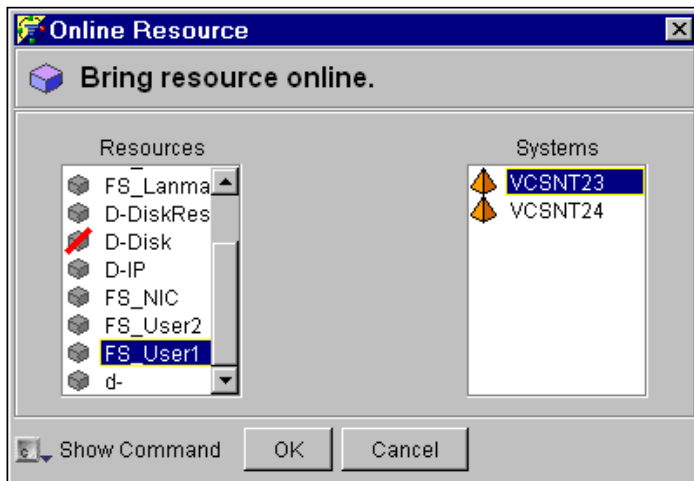 Online Resource
Bring resource online.
Resources
Systems
FS_Lanma
D-DiskRes
D-Disk
D-IP
FS_NIC
FS_User2
FS_User1
d-
VCSNT23
VCSNT24
Show Command
OK
Cancel